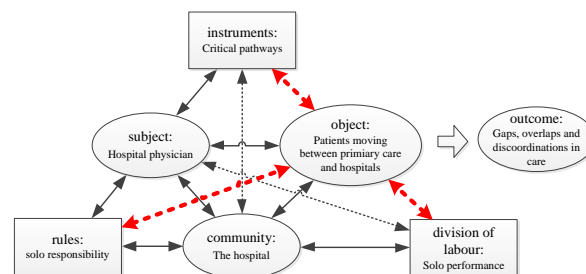 instruments:
Critical pathways
subject:
Hospital physician
object:
Patients moving
between primiary care
and hospitals
outcome:
Gaps, overlaps and
discoordinations in
care
rules:
solo responsibility
community:
The hospital
division of
labour:
Solo performance